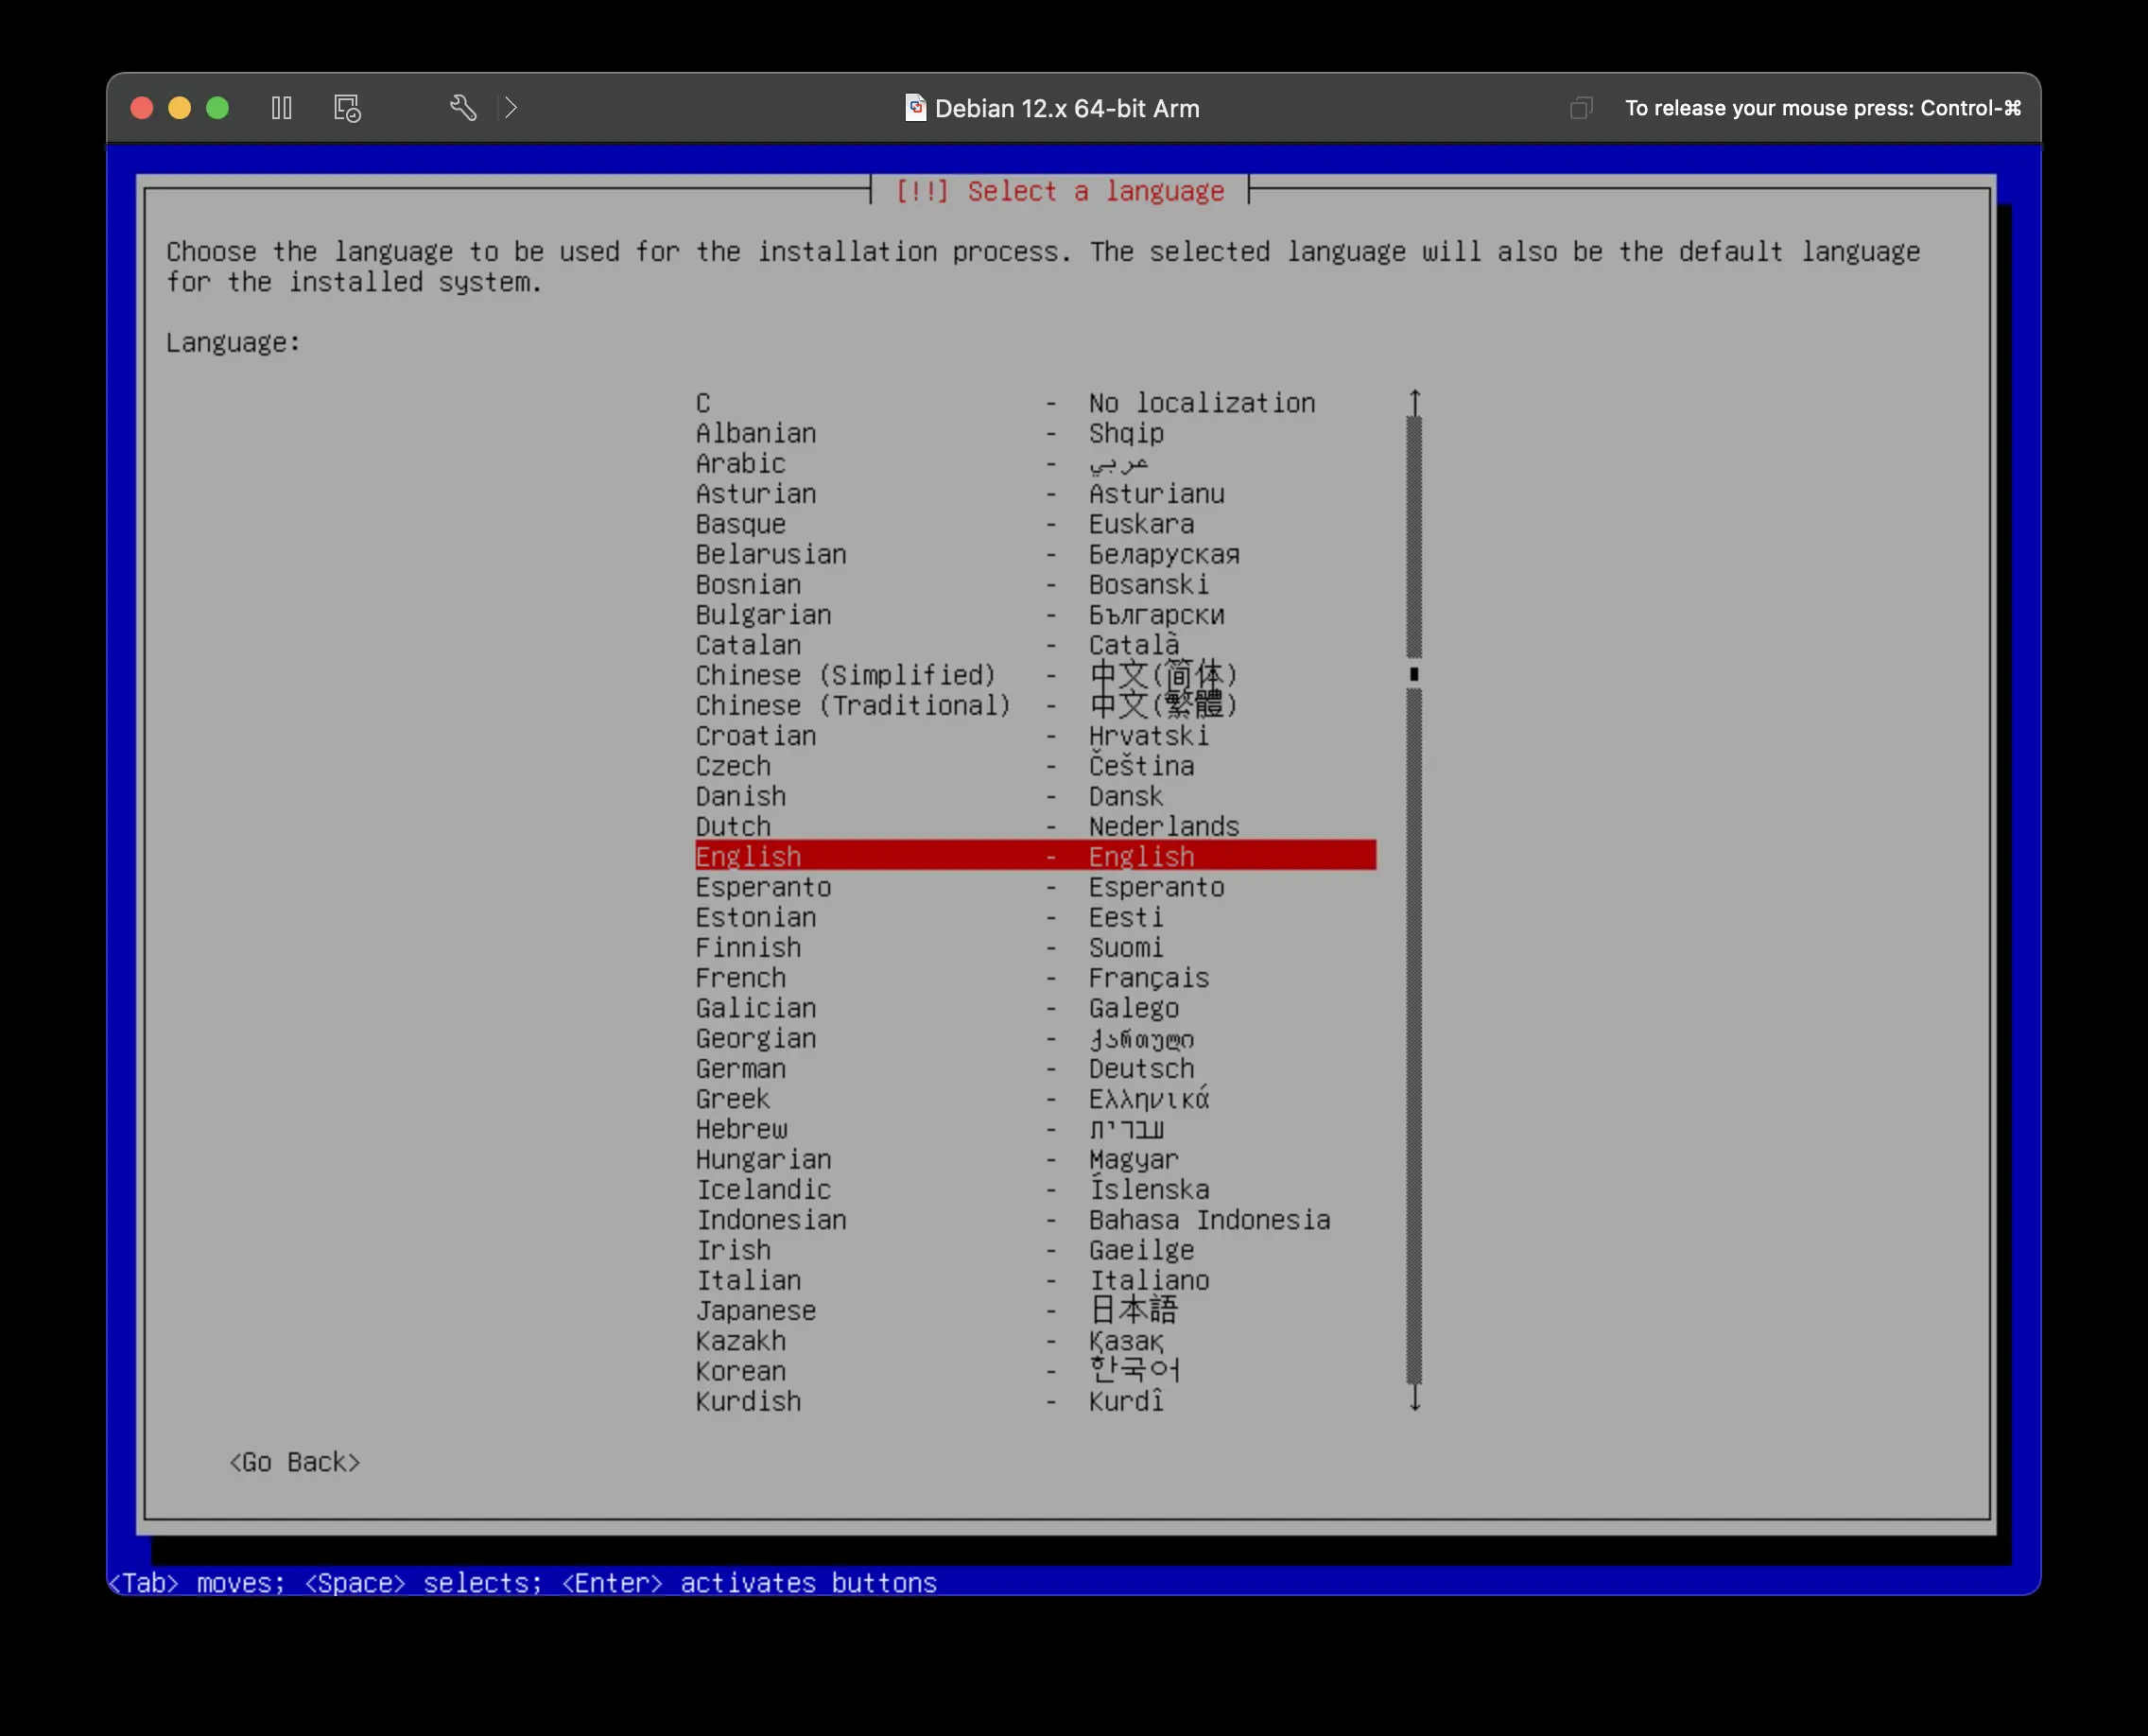 Debian 12.x 64-bit Arm
To release your mouse press: Control-⌘
[!!] Select a language
Choose the language to be used for the installation process. The selected language will also be the default language
for the installed system.
Language:
C - No localization
Albanian - Shqip
Arabic - عربي
Asturian - Asturianu
Basque - Euskara
Belarusian - Беларуская
Bosnian - Bosanski
Bulgarian - Български
Catalan - Català
Chinese (Simplified) - 中文(简体)
Chinese (Traditional) - 中文(繁體)
Croatian - Hrvatski
Czech - Čeština
Danish - Dansk
Dutch - Nederlands
English - English
Esperanto - Esperanto
Estonian - Eesti
Finnish - Suomi
French - Français
Galician - Galego
Georgian - ქართული
German - Deutsch
Greek - Ελληνικά
Hebrew - עברית
Hungarian - Magyar
Icelandic - Íslenska
Indonesian - Bahasa Indonesia
Irish - Gaeilge
Italian - Italiano
Japanese - 日本語
Kazakh - Қазақ
Korean - 한국어
Kurdish - Kurdî
<Go Back>
<Tab> moves; <Space> selects; <Enter> activates buttons